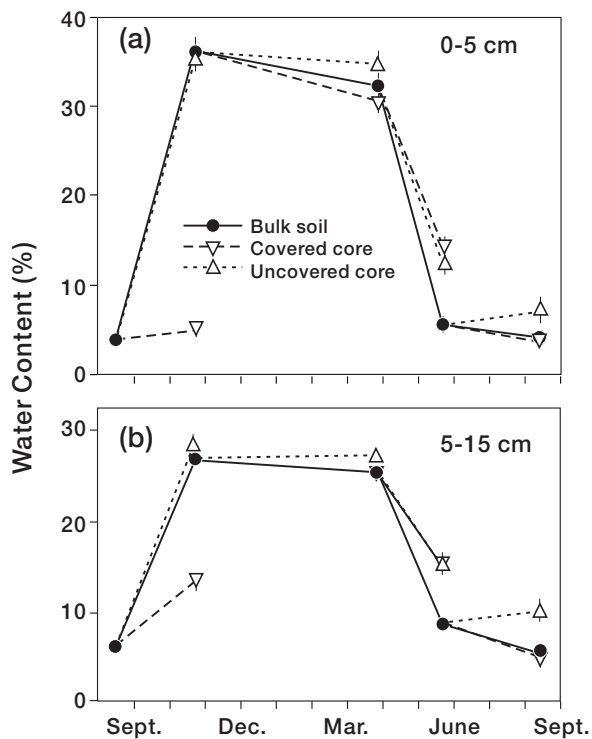 40
(a)
0-5 cm
30
20
Bulk soil
Covered core
Uncovered core
10
0
Water Content (%)
30
(b)
5-15 cm
20
10
0
Sept. Dec. Mar. June Sept.